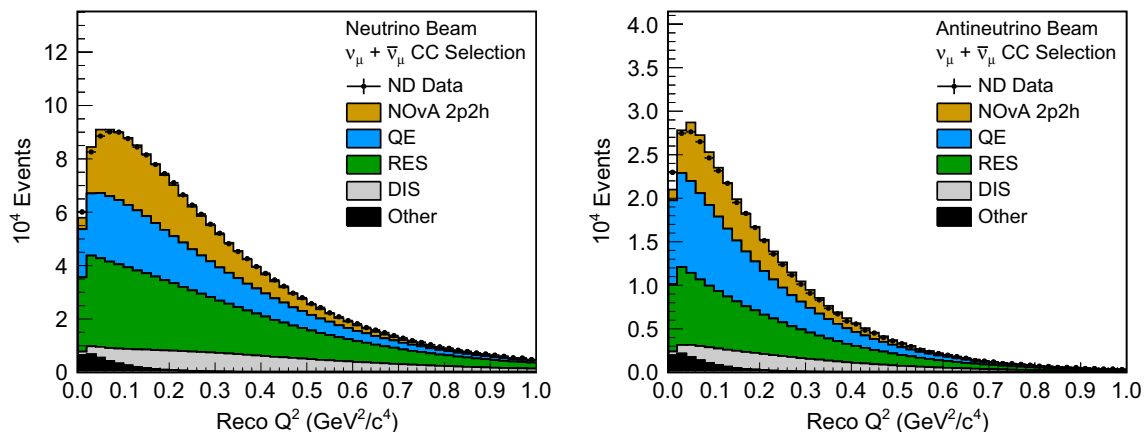 Neutrino Beam
νμ + ν̅μ CC Selection
ND Data
NOvA 2p2h
QE
RES
DIS
Other
12
10
8
6
4
2
0
10⁴ Events
0.0 0.1 0.2 0.3 0.4 0.5 0.6 0.7 0.8 0.9 1.0
Reco Q² (GeV²/c⁴)
Antineutrino Beam
νμ + ν̅μ CC Selection
ND Data
NOvA 2p2h
QE
RES
DIS
Other
4.0
3.5
3.0
2.5
2.0
1.5
1.0
0.5
0.0
10⁴ Events
0.0 0.1 0.2 0.3 0.4 0.5 0.6 0.7 0.8 0.9 1.0
Reco Q² (GeV²/c⁴)